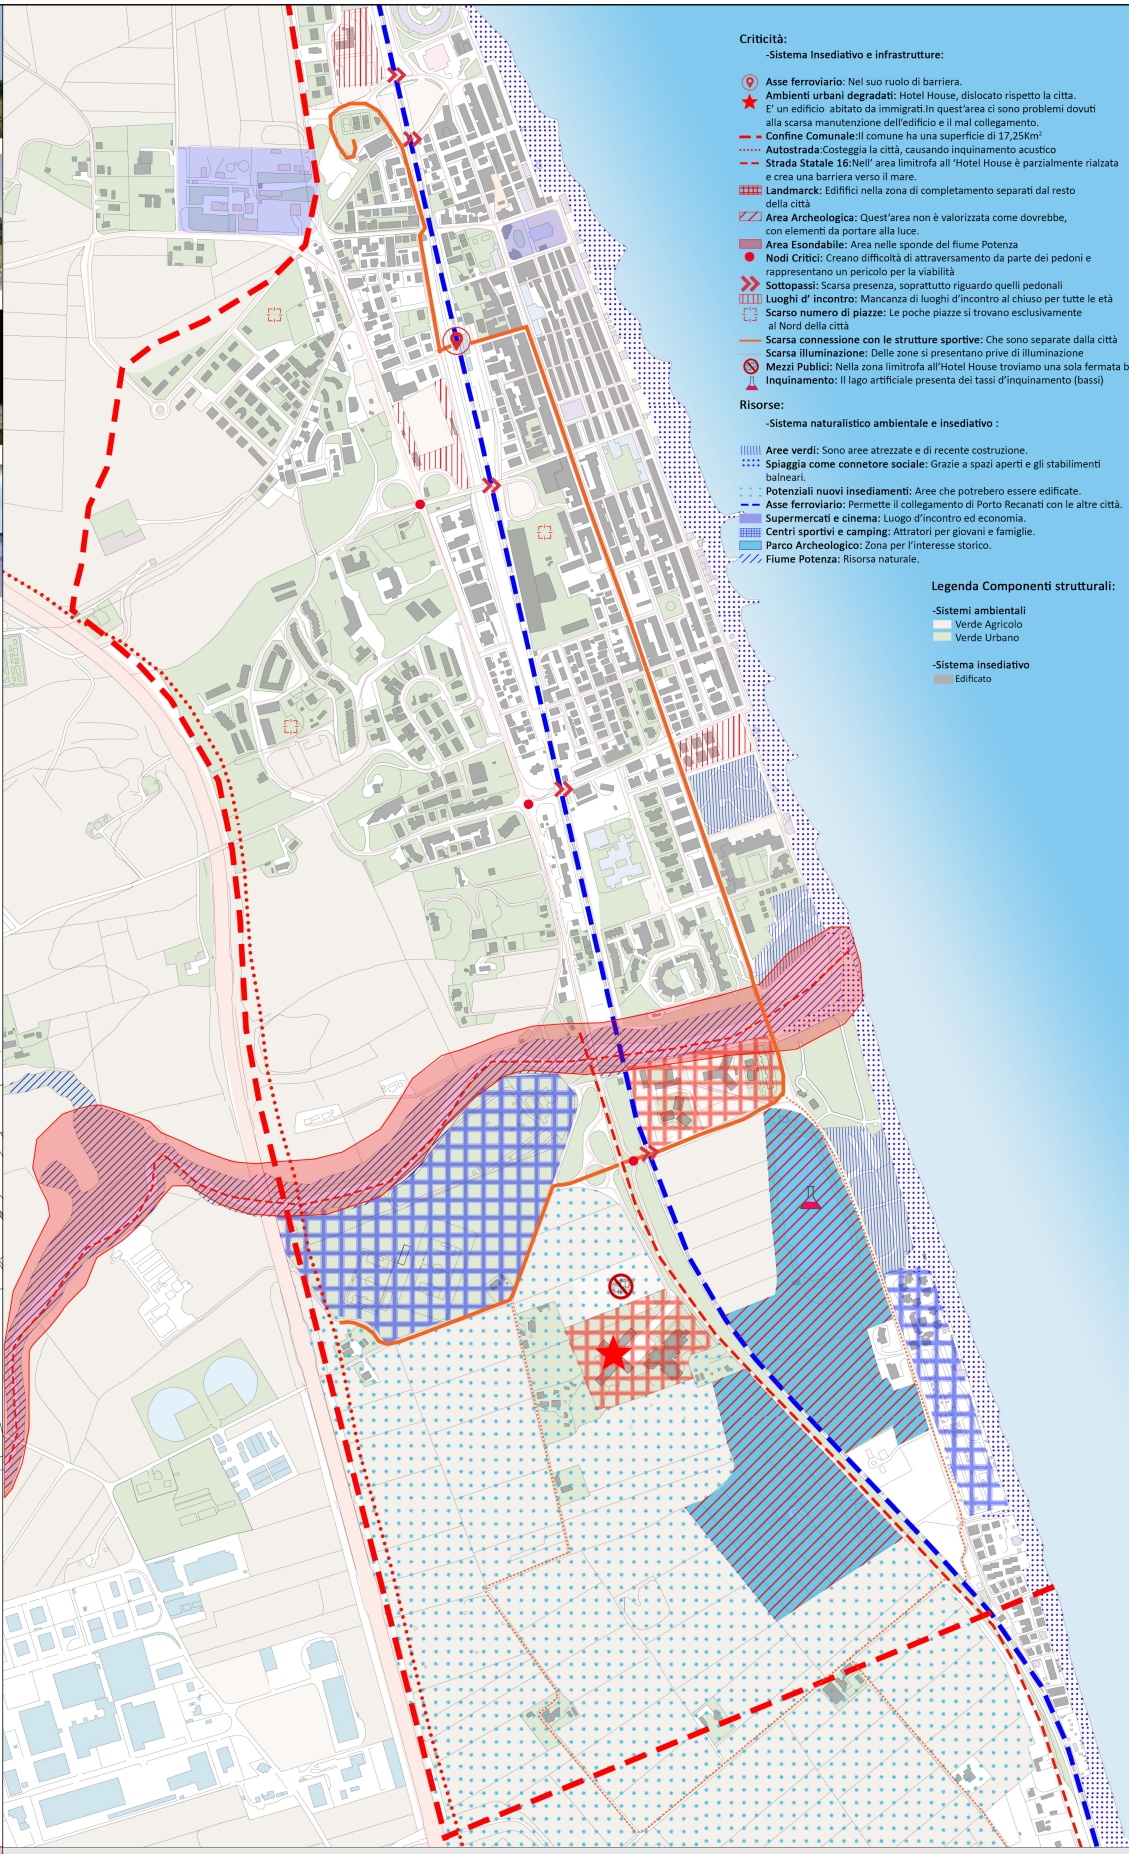 Criticità:
-Sistema Insediativo e infrastrutture:
Asse ferroviario: Nel suo ruolo di barriera.
Ambienti urbani degradati: Hotel House, dislocato rispetto la citta.
E' un edificio abitato da immigrati.In quest'area ci sono problemi dovuti
alla scarsa manutenzione dell'edificio e il mal collegamento.
Confine Comunale:Il comune ha una superficie di 17,25Km²
Autostrada:Costeggia la città, causando inquinamento acustico
Strada Statale 16:Nell' area limitrofa all 'Hotel House è parzialmente rialzata
e crea una barriera verso il mare.
Landmarck: Edififici nella zona di completamento separati dal resto
della città
Area Archeologica: Quest'area non è valorizzata come dovrebbe,
con elementi da portare alla luce.
Area Esondabile: Area nelle sponde del fiume Potenza
Nodi Critici: Creano difficoltà di attraversamento da parte dei pedoni e
rappresentano un pericolo per la viabilità
Sottopassi: Scarsa presenza, soprattutto riguardo quelli pedonali
Luoghi d' incontro: Mancanza di luoghi d'incontro al chiuso per tutte le età
Scarso numero di piazze: Le poche piazze si trovano esclusivamente
al Nord della città
Scarsa connessione con le strutture sportive: Che sono separate dalla città
Scarsa illuminazione: Delle zone si presentano prive di illuminazione
Mezzi Publici: Nella zona limitrofa all'Hotel House troviamo una sola fermata b
Inquinamento: Il lago artificiale presenta dei tassi d'inquinamento (bassi)
Risorse:
-Sistema naturalistico ambientale e insediativo :
Aree verdi: Sono aree atrezzate e di recente costruzione.
Spiaggia come connetore sociale: Grazie a spazi aperti e gli stabilimenti
balneari.
Potenziali nuovi insediamenti: Aree che potrebero essere edificate.
Asse ferroviario: Permette il collegamento di Porto Recanati con le altre città.
Supermercati e cinema: Luogo d'incontro ed economia.
Centri sportivi e camping: Attratori per giovani e famiglie.
Parco Archeologico: Zona per l'interesse storico.
Fiume Potenza: Risorsa naturale.
Legenda Componenti strutturali:
-Sistemi ambientali
Verde Agricolo
Verde Urbano
-Sistema insediativo
Edificato